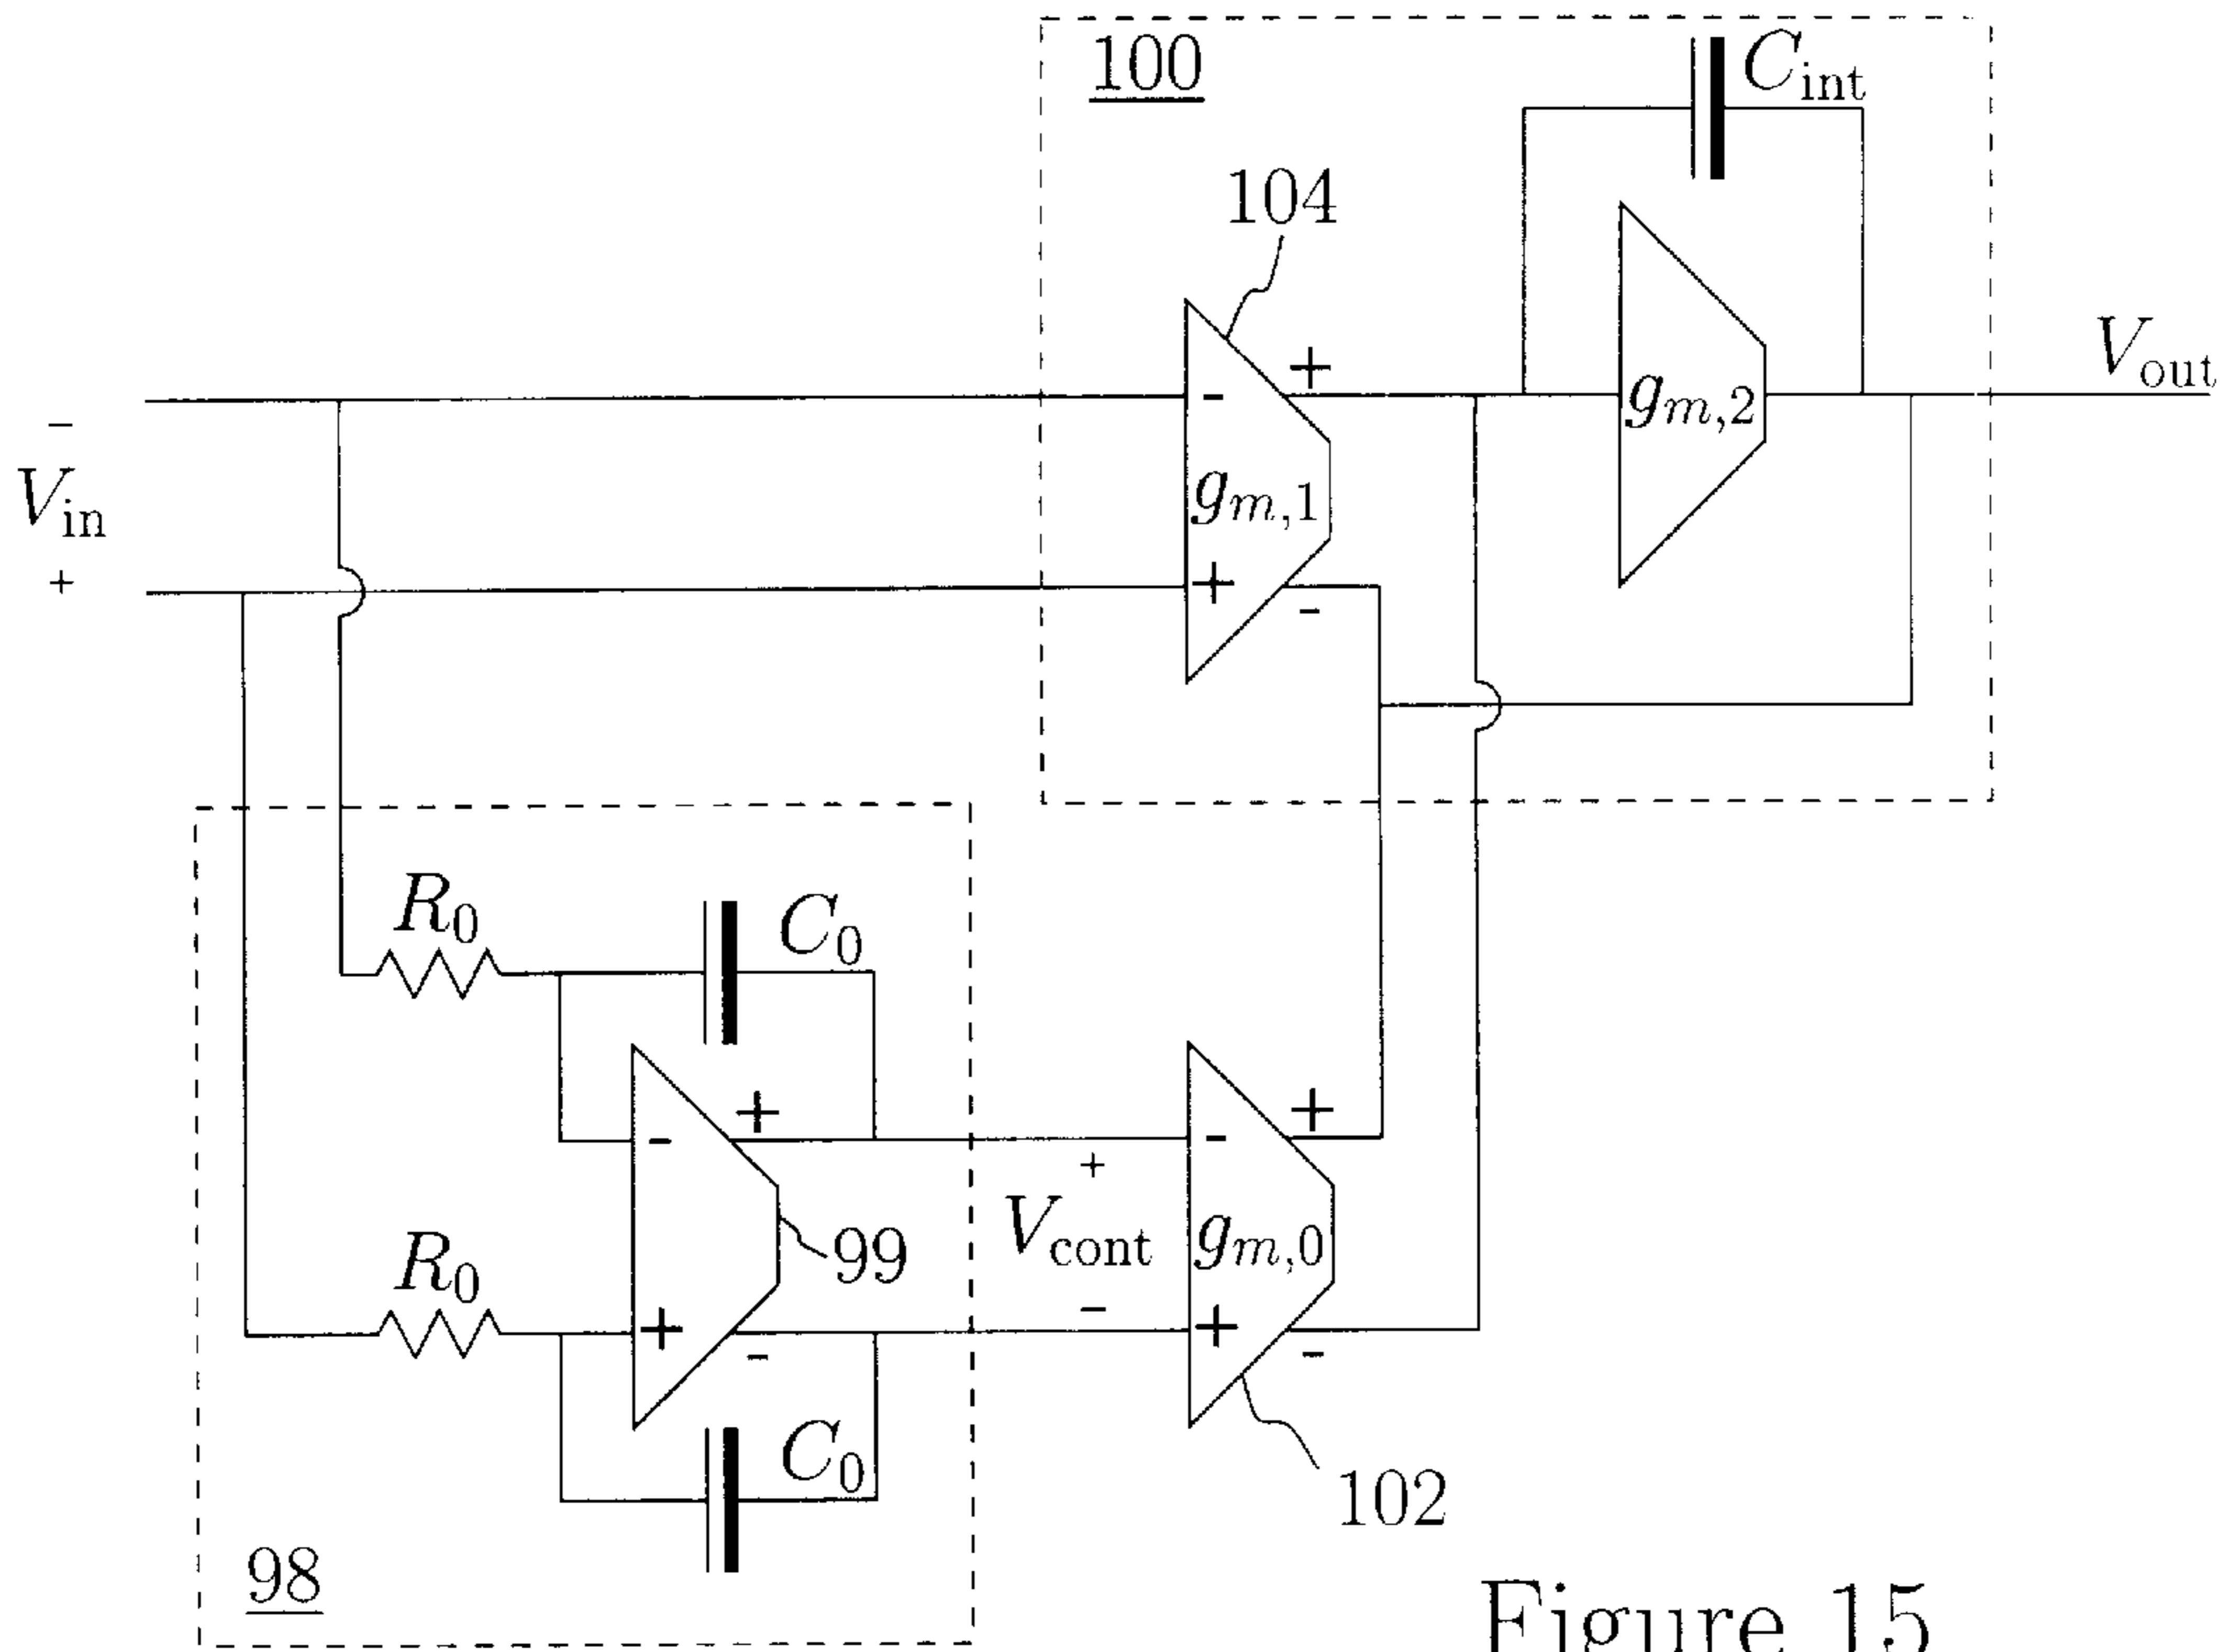 100
C_int
104
-
+
g_m,1
+
-
g_m,2
V_out
−
V_in
+
R_0
C_0
-
+
99
+
-
R_0
C_0
98
+
V_cont
−
-
+
g_m,0
+
-
102
Figure 15